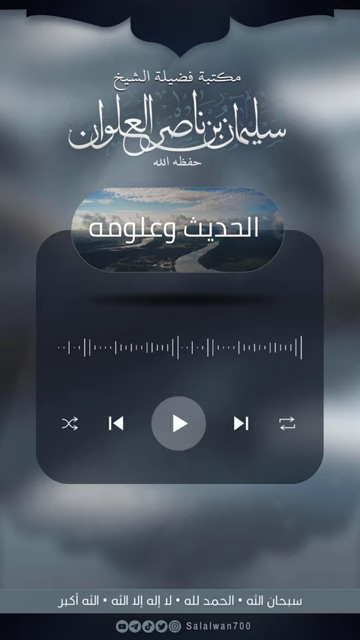 مكتبة فضيلة الشيخ
سليمان بن ناصر العلوان
حفظه الله
الحديث وعلومه
سبحان الله • الحمد لله • لا إله إلا الله • الله أكبر
Salalwan700